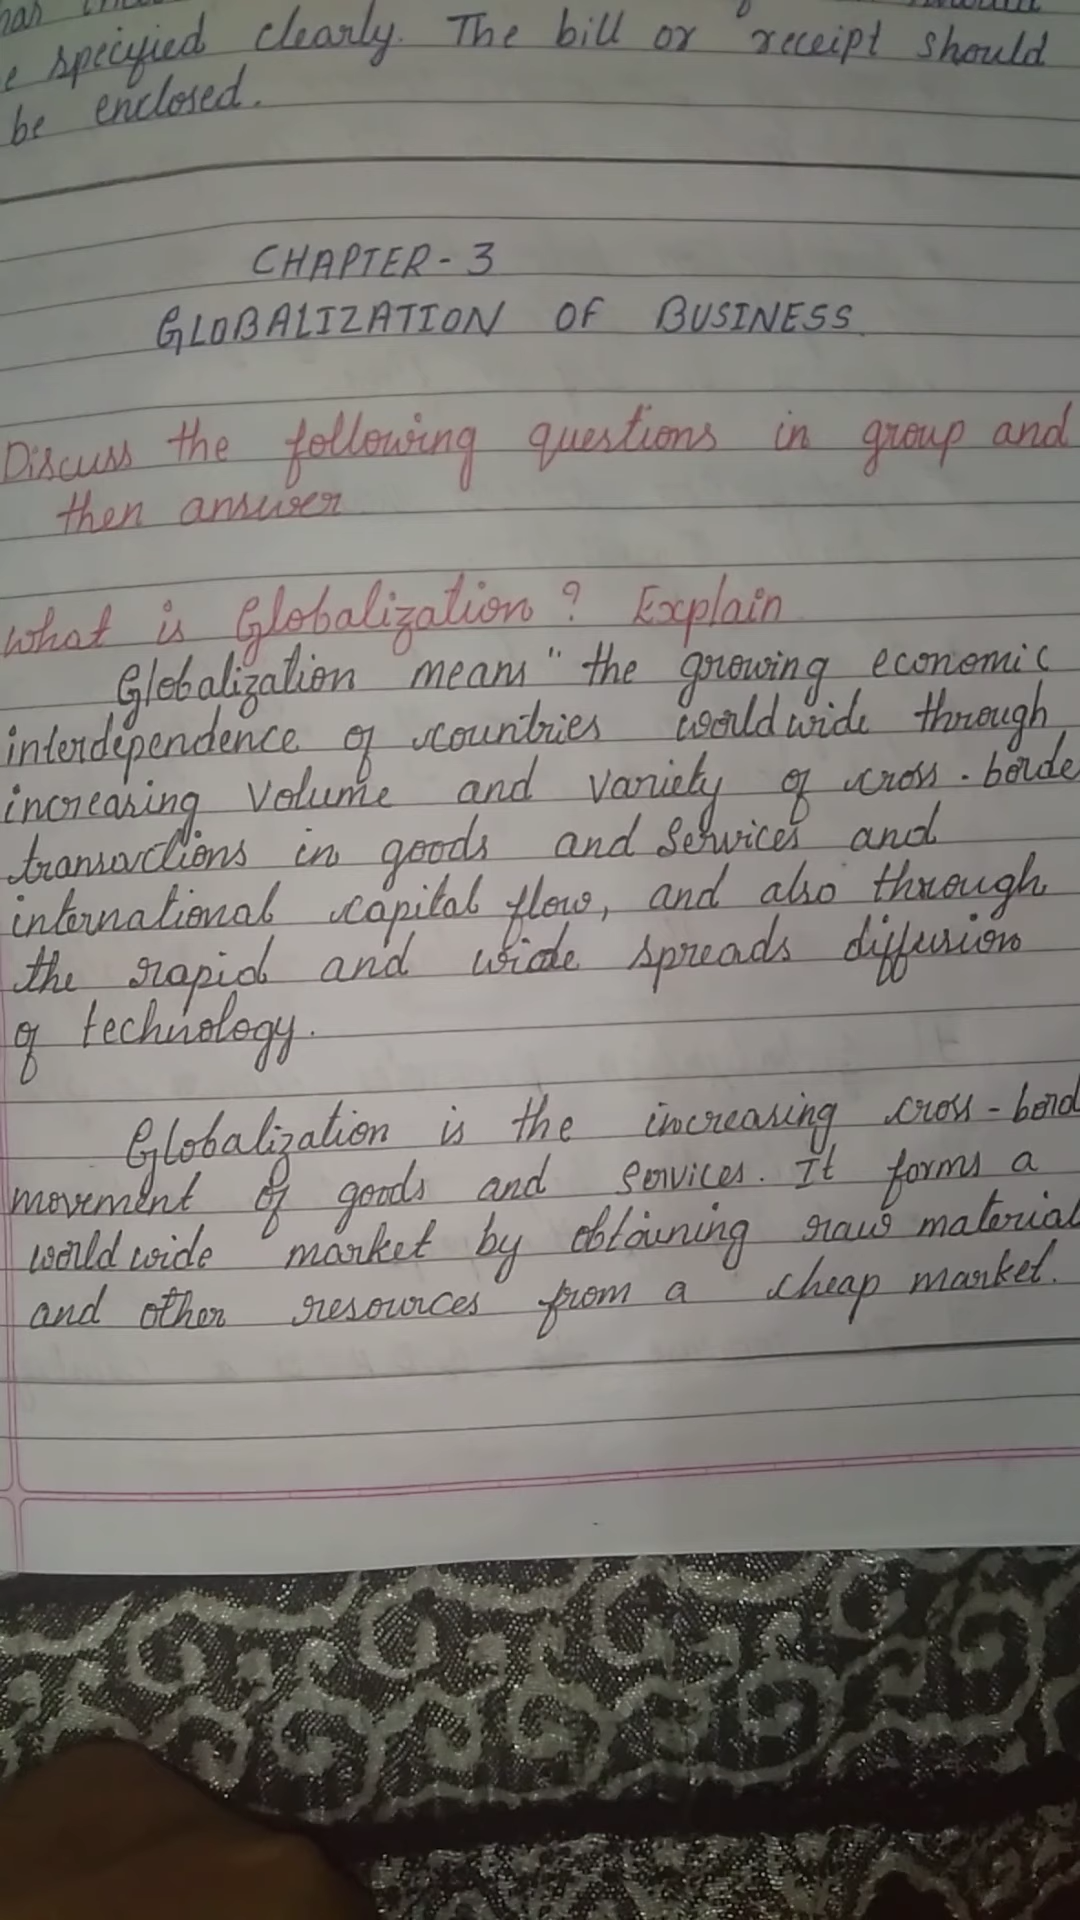 specified clearly. The bill or receipt should
be enclosed.
CHAPTER-3
GLOBALIZATION OF BUSINESS
Discuss the following questions in group and
then answer
What is Globalization? Explain
Globalization means "the growing economic
interdependence of countries world wide through
increasing volume and variety of cross-borde
transactions in goods and Services and
international capital flow, and also through
the rapid and wide spreads diffusion
of technology.
Globalization is the increasing cross-bord
movement of goods and services. It forms a
world wide market by obtaining raw material
and other resources from a cheap market.